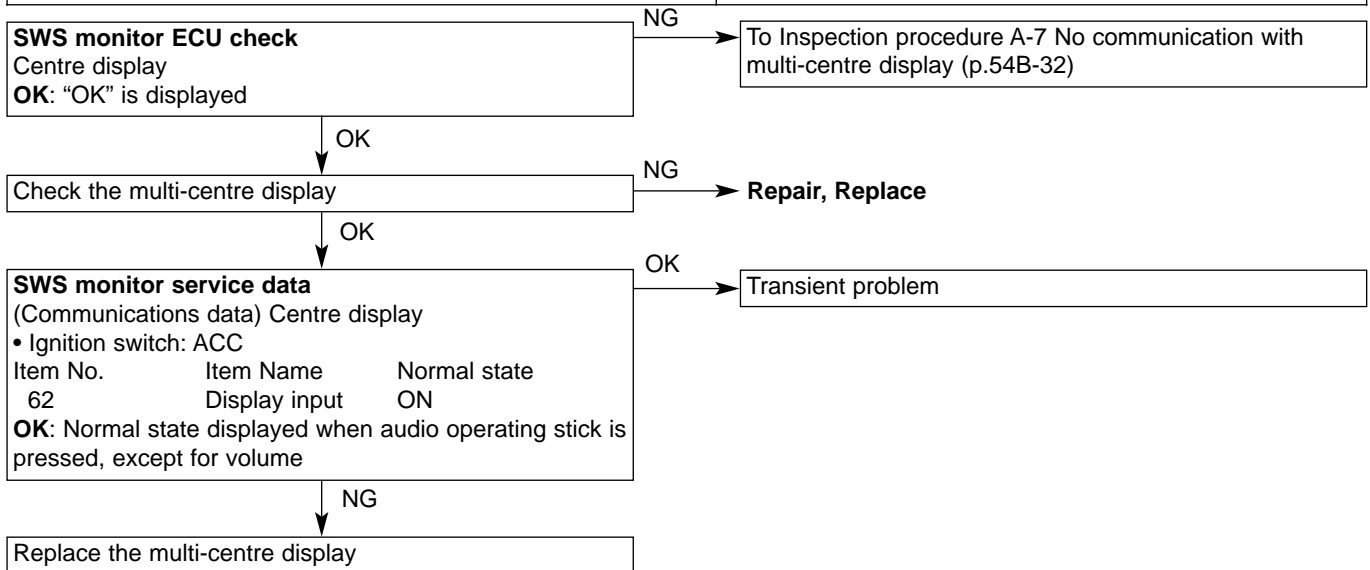 NG
SWS monitor ECU check
Centre display
OK: “OK” is displayed
To Inspection procedure A-7 No communication with
multi-centre display (p.54B-32)
OK
Check the multi-centre display
NG
Repair, Replace
OK
SWS monitor service data
(Communications data) Centre display
• Ignition switch: ACC
Item No. Item Name Normal state
62 Display input ON
OK: Normal state displayed when audio operating stick is
pressed, except for volume
OK
Transient problem
NG
Replace the multi-centre display